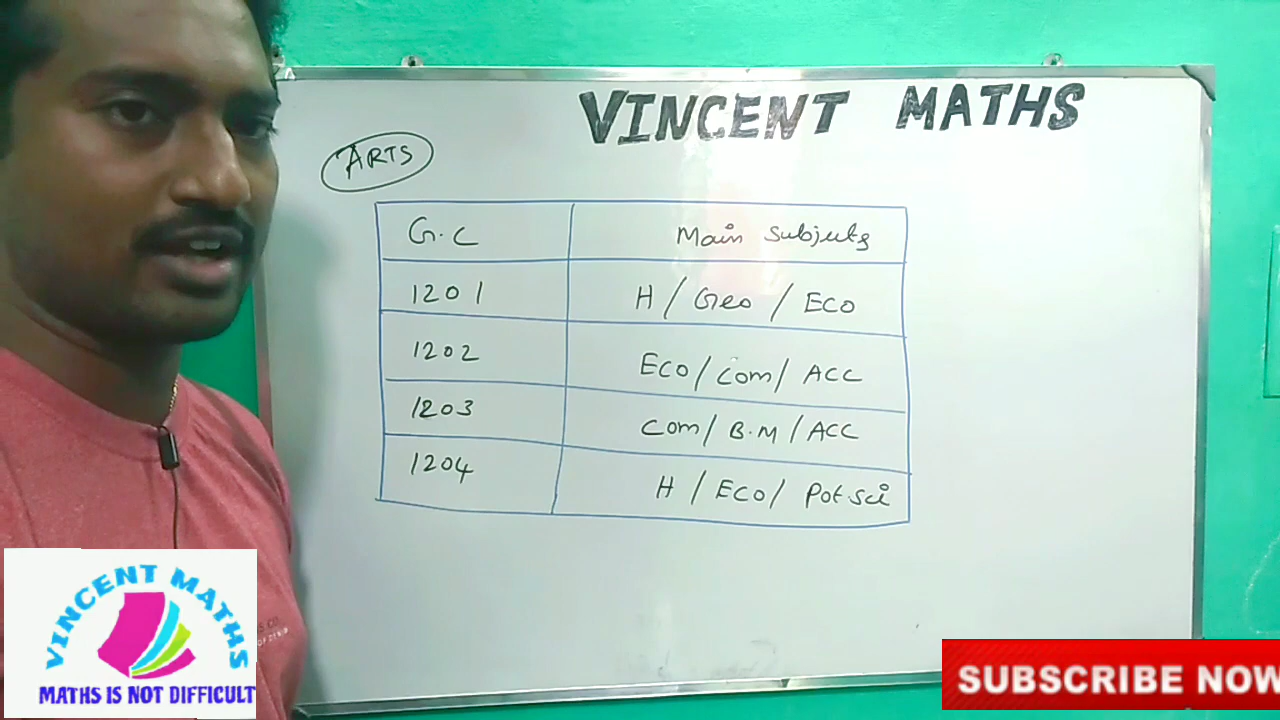 VINCENT MATHS
ARTS
G.C Main Subjects
1201 H / Geo / ECO
1202 ECO / Com / ACC
1203 Com / B.M / ACC
1204 H / ECO / Pot.sci
VINCENT MATHS
MATHS IS NOT DIFFICULT
SUBSCRIBE NOW